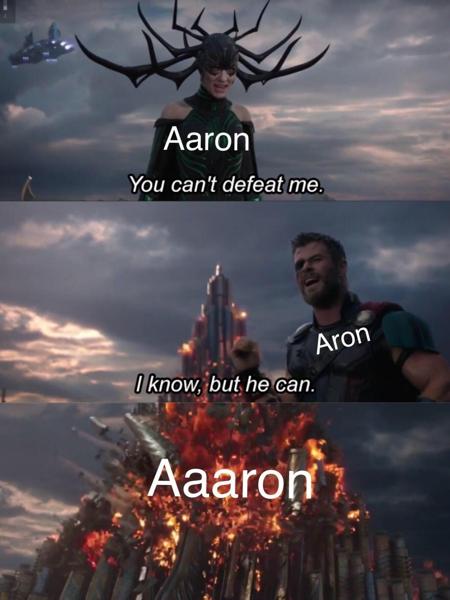 Aaron
You can't defeat me.
Aron
I know, but he can.
Aaaron